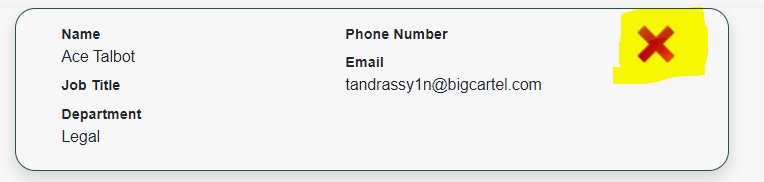 Name
Ace Talbot
Job Title
Department
Legal
Phone Number
Email
tandrassy1n@bigcartel.com